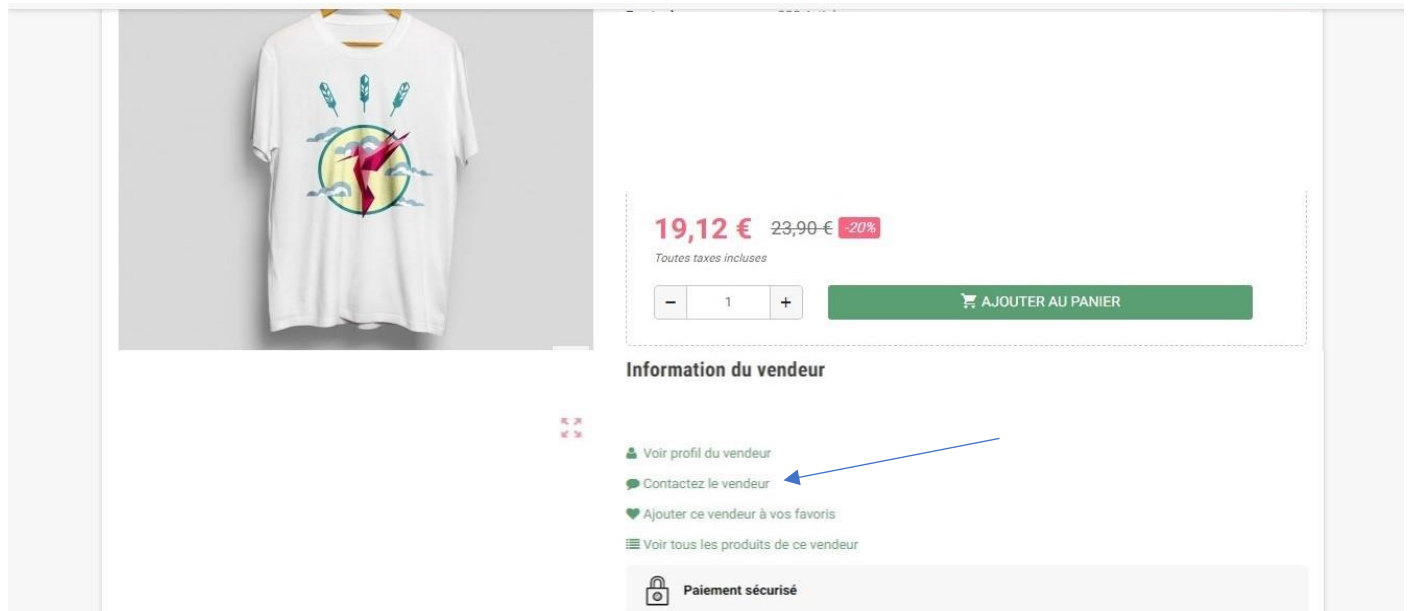 19,12 € 23,90 € -20%
Toutes taxes incluses
1
AJOUTER AU PANIER
Information du vendeur
Voir profil du vendeur
Contactez le vendeur
Ajouter ce vendeur à vos favoris
Voir tous les produits de ce vendeur
Paiement sécurisé